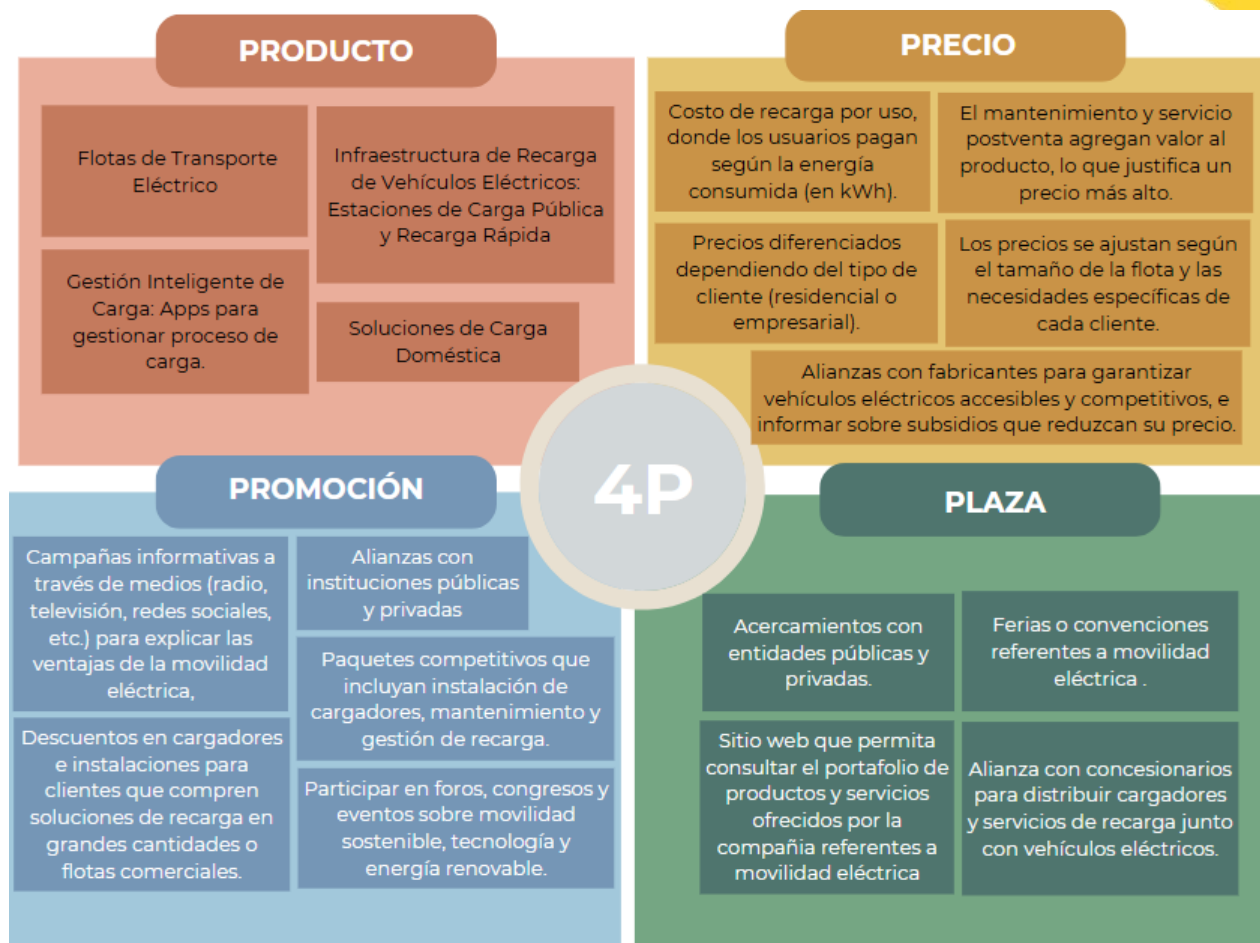 PRODUCTO
Flotas de Transporte
Eléctrico
Infraestructura de Recarga
de Vehículos Eléctricos:
Estaciones de Carga Pública
y Recarga Rápida
Gestión Inteligente de
Carga: Apps para
gestionar proceso de
carga.
Soluciones de Carga
Doméstica
PRECIO
Costo de recarga por uso,
donde los usuarios pagan
según la energía
consumida (en kWh).
El mantenimiento y servicio
postventa agregan valor al
producto, lo que justifica un
precio más alto.
Precios diferenciados
dependiendo del tipo de
cliente (residencial o
empresarial).
Los precios se ajustan según
el tamaño de la flota y las
necesidades específicas de
cada cliente.
Alianzas con fabricantes para garantizar
vehículos eléctricos accesibles y competitivos, e
informar sobre subsidios que reduzcan su precio.
4P
PROMOCIÓN
Campañas informativas a
través de medios (radio,
televisión, redes sociales,
etc.) para explicar las
ventajas de la movilidad
eléctrica,
Alianzas con
instituciones públicas
y privadas
Paquetes competitivos que
incluyan instalación de
cargadores, mantenimiento y
gestión de recarga.
Descuentos en cargadores
e instalaciones para
clientes que compren
soluciones de recarga en
grandes cantidades o
flotas comerciales.
Participar en foros, congresos y
eventos sobre movilidad
sostenible, tecnología y
energía renovable.
PLAZA
Acercamientos con
entidades públicas y
privadas.
Ferias o convenciones
referentes a movilidad
eléctrica .
Sitio web que permita
consultar el portafolio de
productos y servicios
ofrecidos por la
compañia referentes a
movilidad eléctrica
Alianza con concesionarios
para distribuir cargadores
y servicios de recarga junto
con vehículos eléctricos.